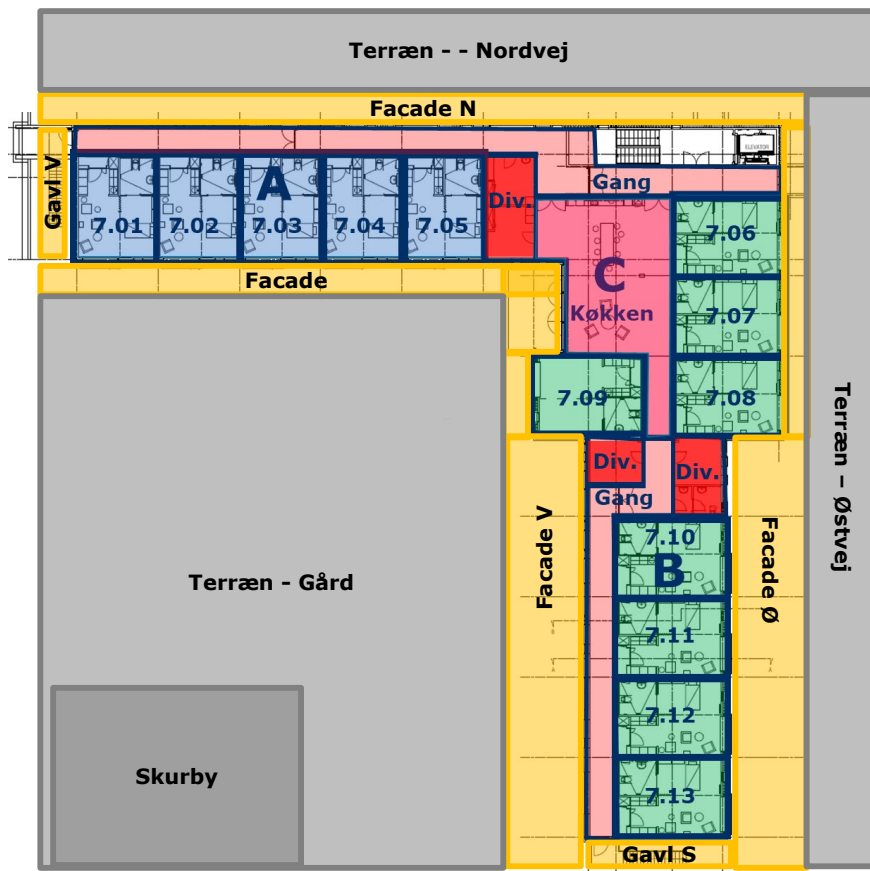 Terræn - - Nordvej
Facade N
Gavl V
ELEVATOR
A
Gang
Div.
7.01
7.02
7.03
7.04
7.05
7.06
C
Køkken
Facade
7.07
7.09
7.08
Terræn – Østvej
Div.
Div.
Gang
Facade V
7.10
B
Facade Ø
Terræn - Gård
7.11
7.12
Skurby
7.13
Gavl S